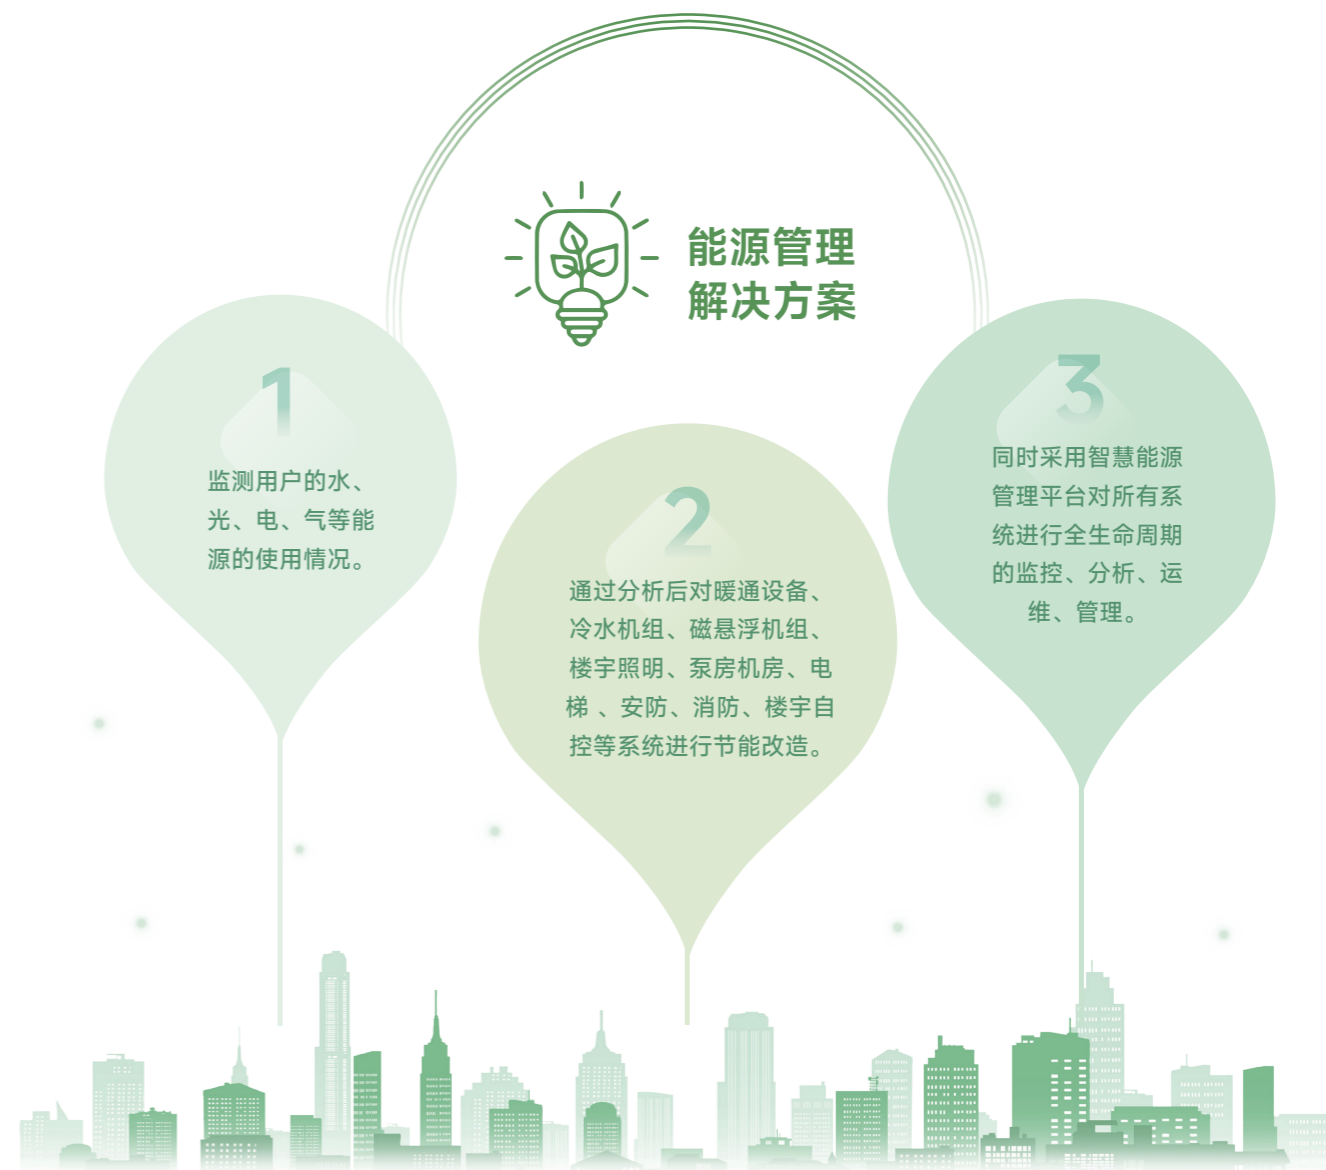 能源管理
解决方案
1
监测用户的水、
光、电、气等能
源的使用情况。
2
通过分析后对暖通设备、
冷水机组、磁悬浮机组、
楼宇照明、泵房机房、电
梯 、安防、消防、楼宇自
控等系统进行节能改造。
3
同时采用智慧能源
管理平台对所有系
统进行全生命周期
的监控、分析、运
维、管理。